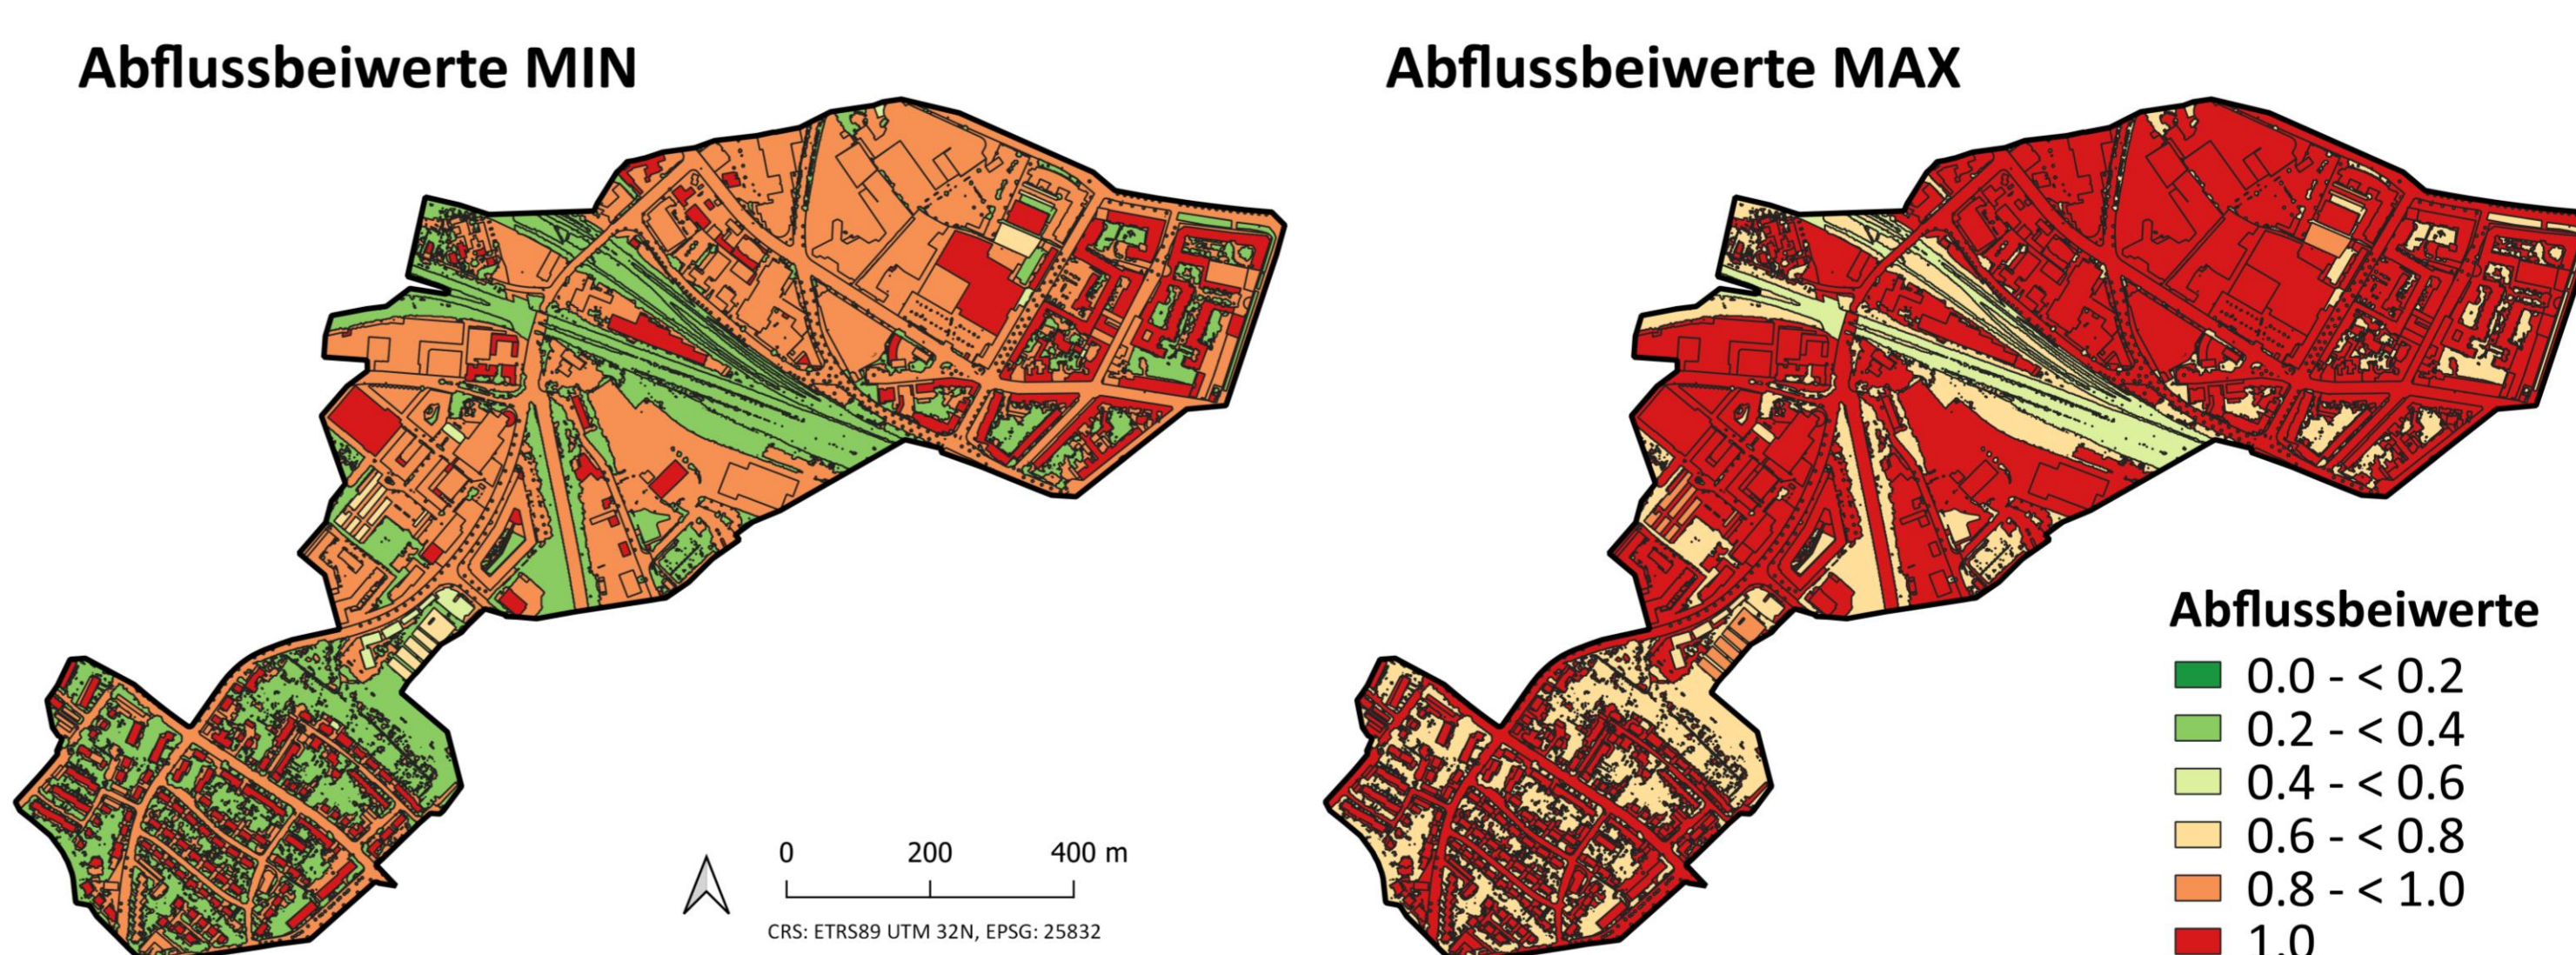 Abflussbeiwerte MIN
Abflussbeiwerte MAX
Abflussbeiwerte
0.0 - < 0.2
0.2 - < 0.4
0.4 - < 0.6
0.6 - < 0.8
0.8 - < 1.0
1.0
0 200 400 m
CRS: ETRS89 UTM 32N, EPSG: 25832